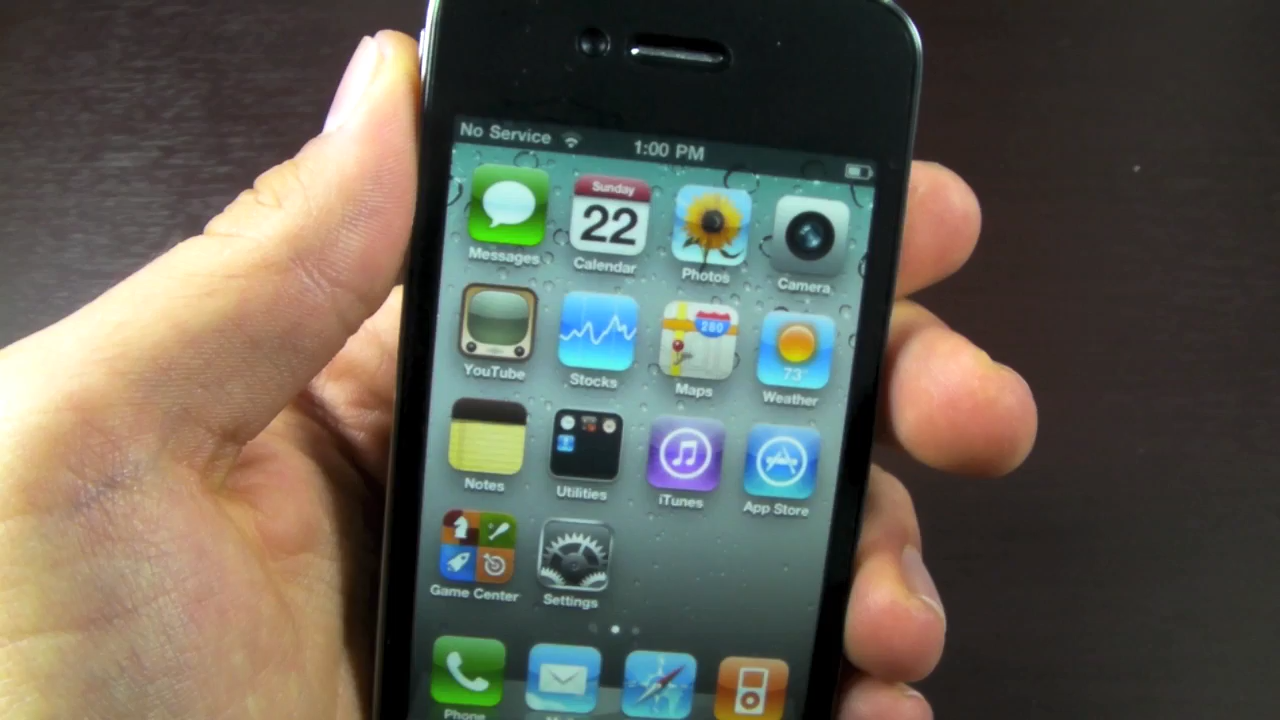 No Service 1:00 PM
Sunday
22
280
73°
Messages Calendar Photos Camera
YouTube Stocks Maps Weather
Notes Utilities iTunes App Store
Game Center Settings
Phone